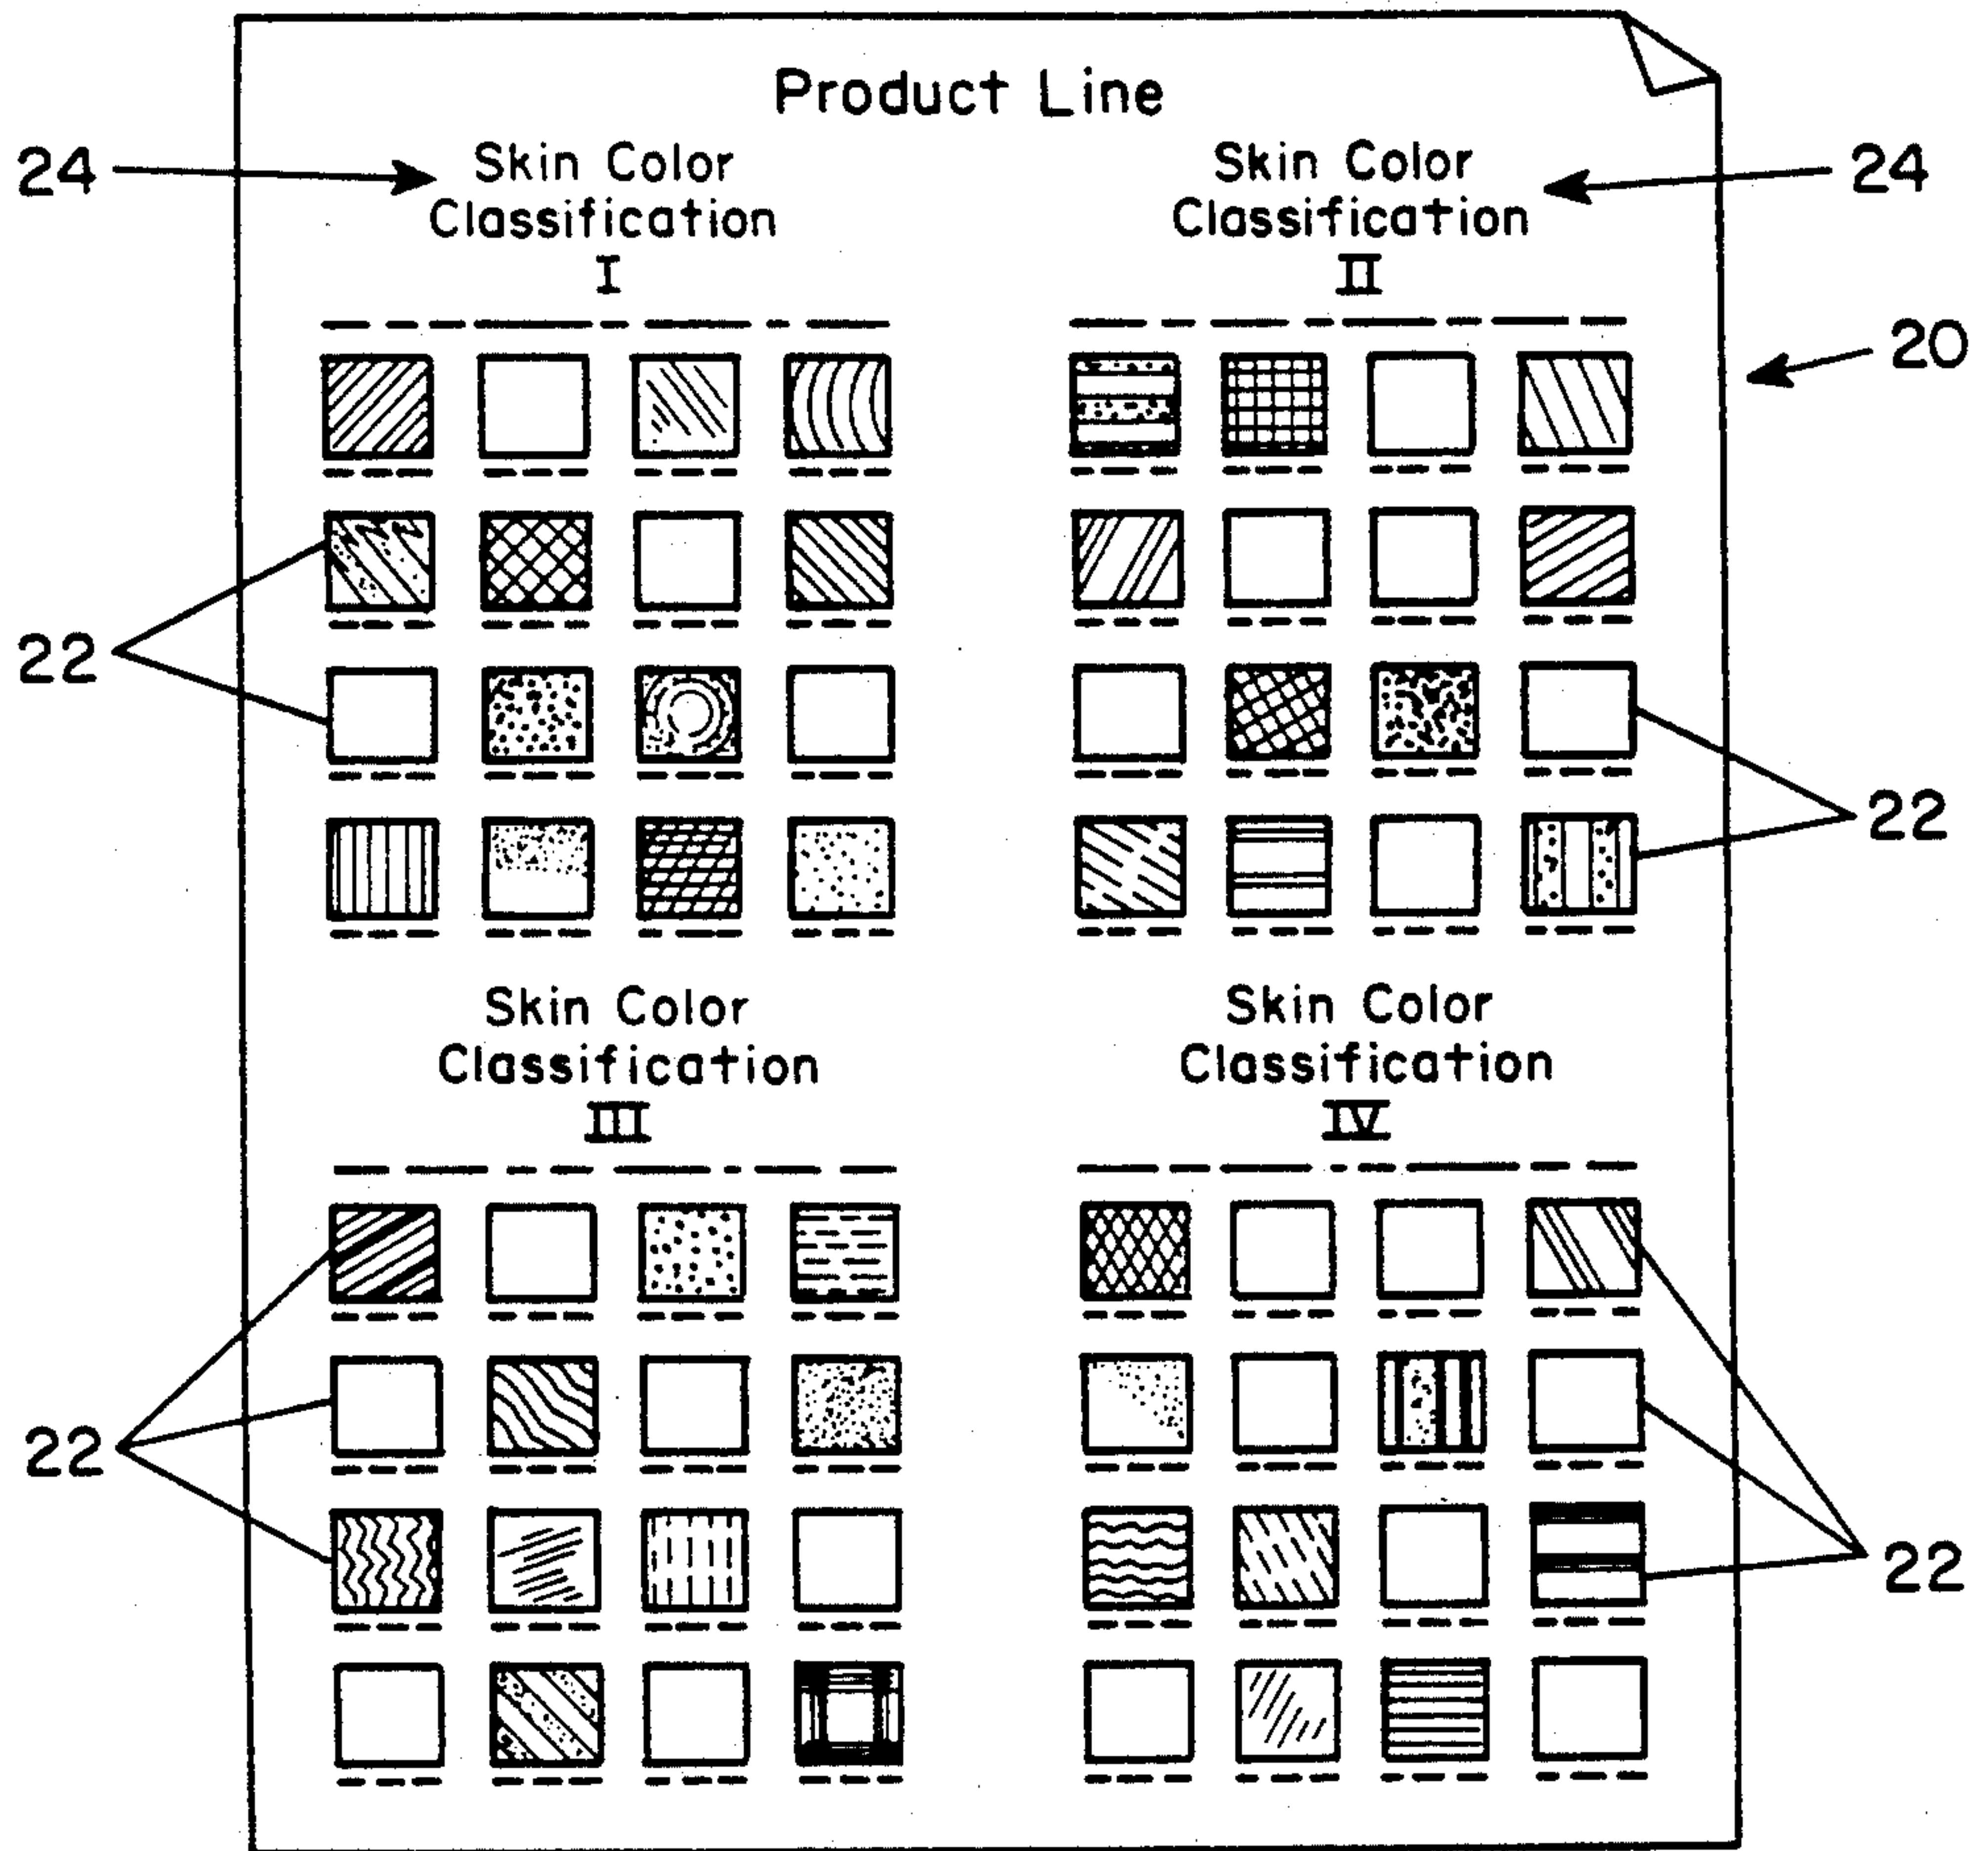 Product Line
24
Skin Color
Classification
I
Skin Color
Classification
II
24
20
22
22
Skin Color
Classification
III
Skin Color
Classification
IV
22
22